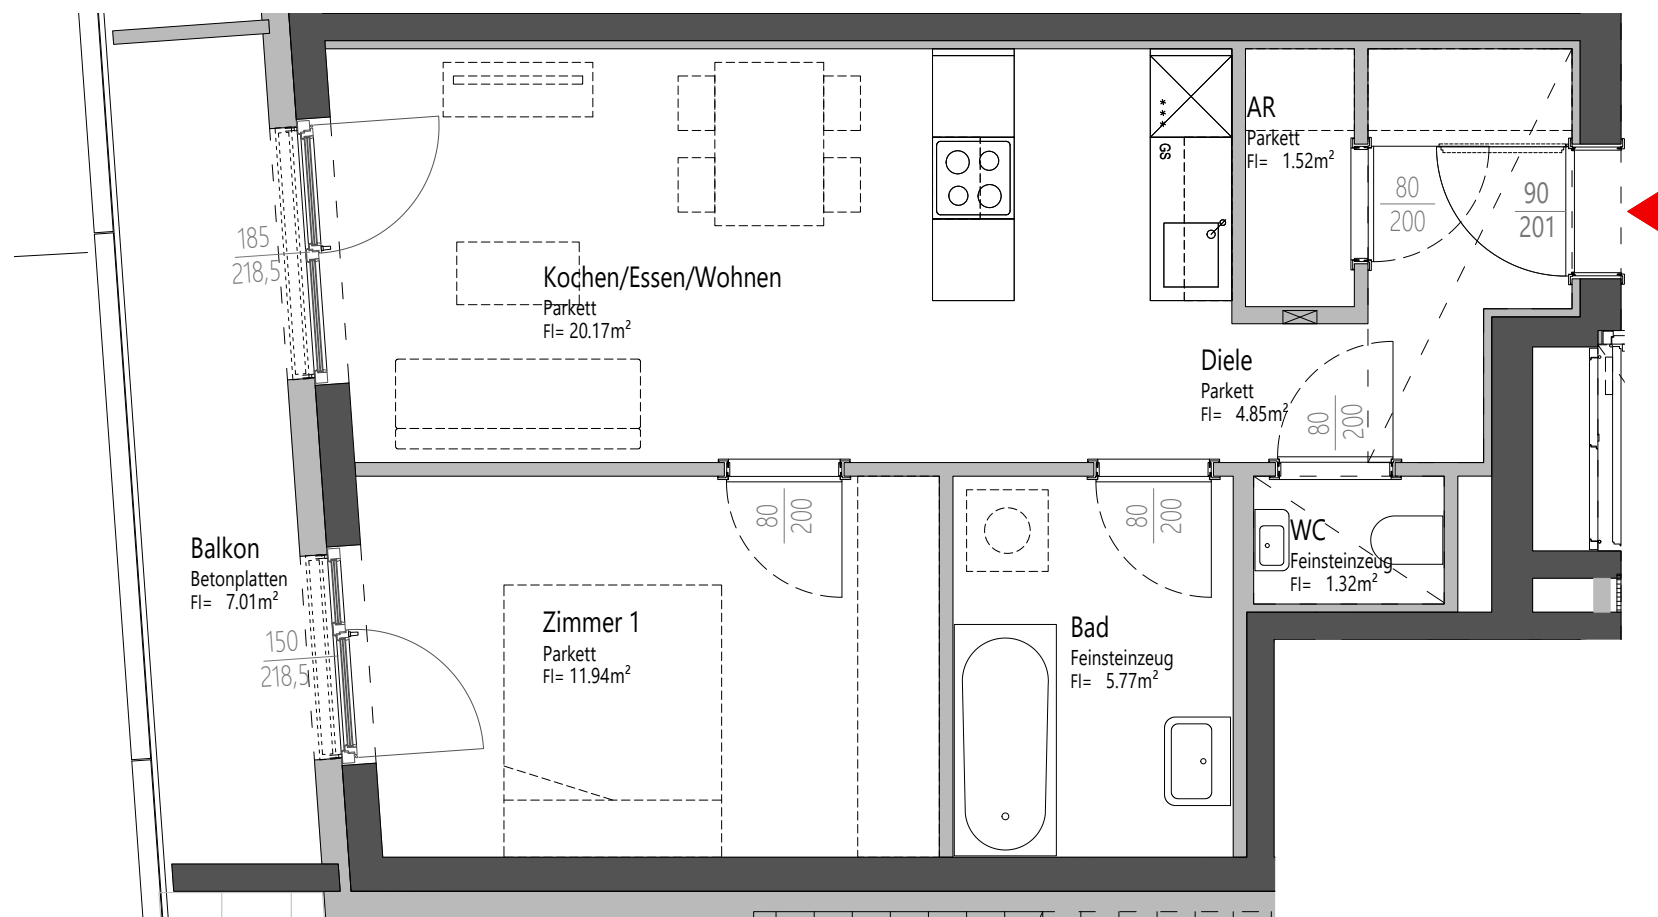 AR
Parkett
Fl= 1.52m²
***
GS
80
200
90
201
185
218,5
Kochen/Essen/Wohnen
Parkett
Fl= 20.17m²
Diele
Parkett
Fl= 4.85m²
80
200
80
200
80
200
WC
Feinsteinzeug
Fl= 1.32m²
Balkon
Betonplatten
Fl= 7.01m²
150
218,5
Zimmer 1
Parkett
Fl= 11.94m²
Bad
Feinsteinzeug
Fl= 5.77m²